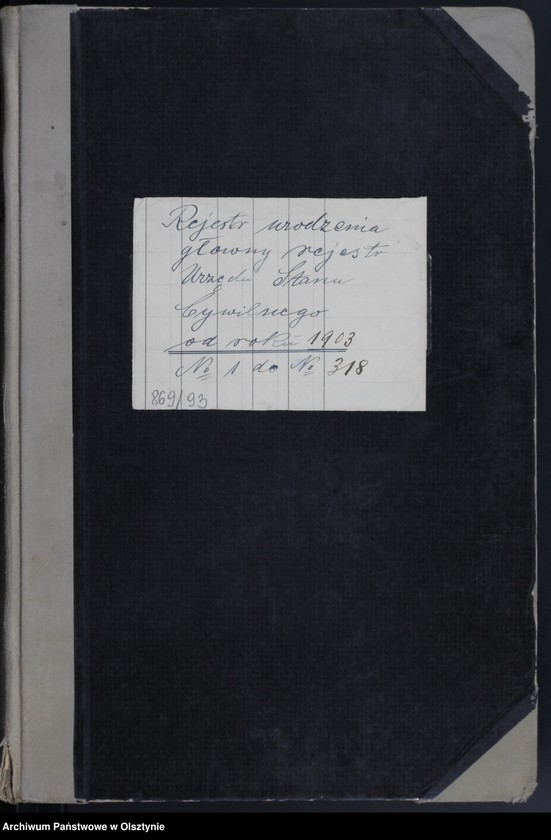 Rejestr urodzenia
główny rejestr
Urzędu Stanu
Cywilnego
od roku 1903
№ 1 do № 318
869/93
Archiwum Państwowe w Olsztynie